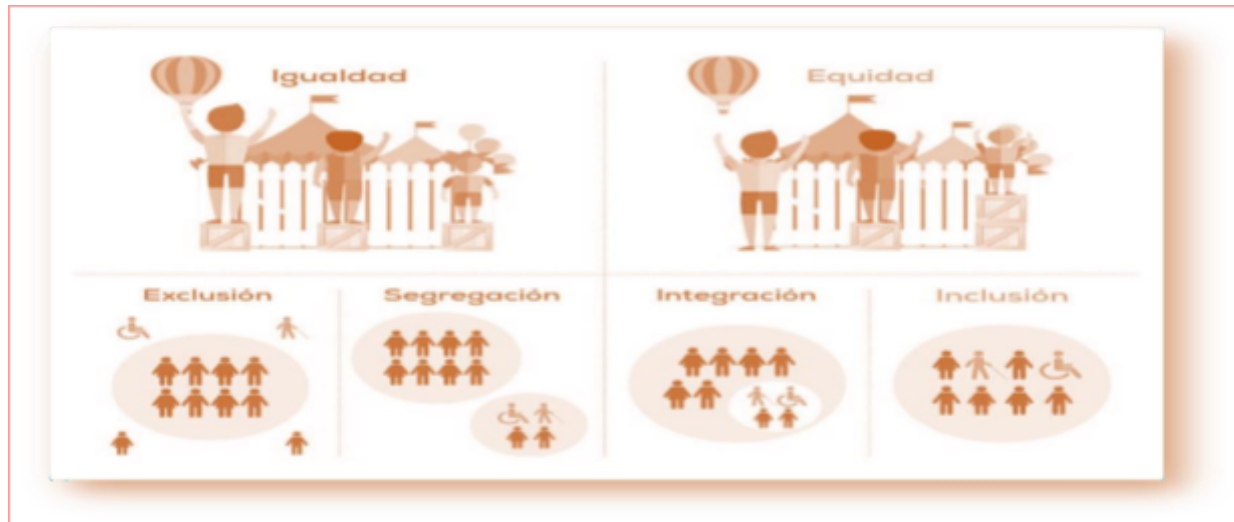 Igualdad
Equidad
Exclusión
Segregación
Integración
Inclusión